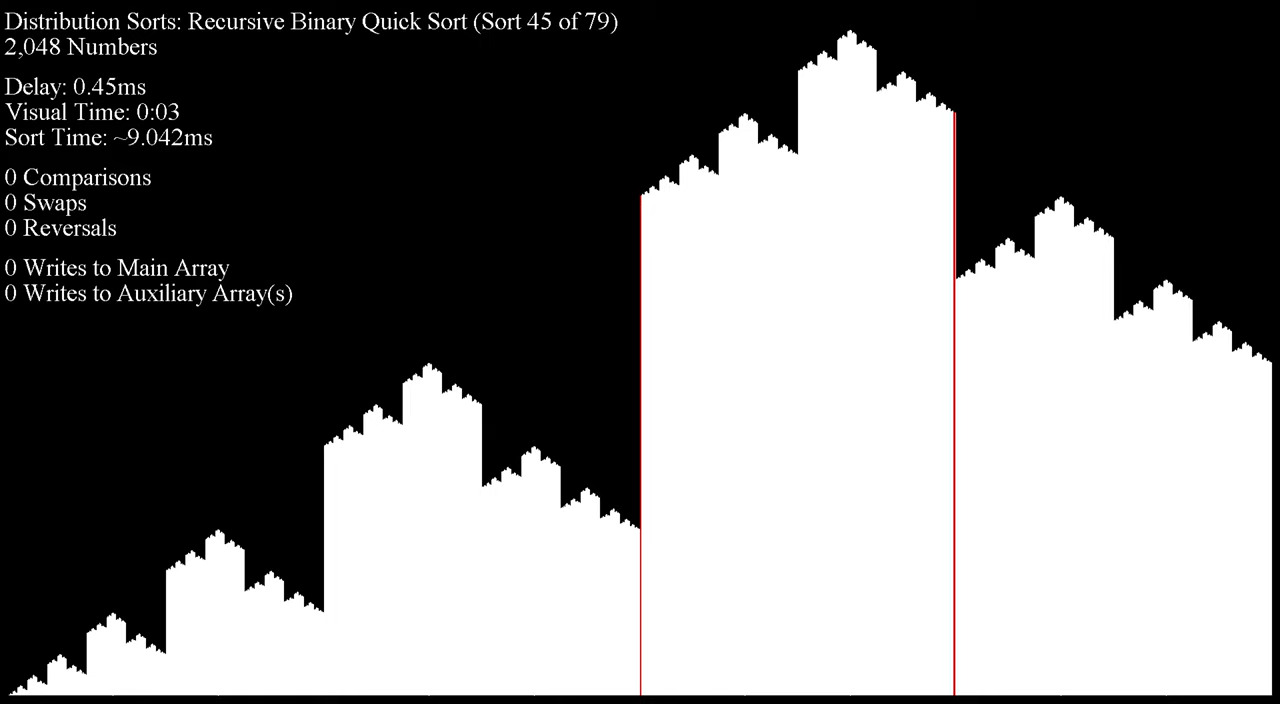 Distribution Sorts: Recursive Binary Quick Sort (Sort 45 of 79)
2,048 Numbers
Delay: 0.45ms
Visual Time: 0:03
Sort Time: ~9.042ms
0 Comparisons
0 Swaps
0 Reversals
0 Writes to Main Array
0 Writes to Auxiliary Array(s)